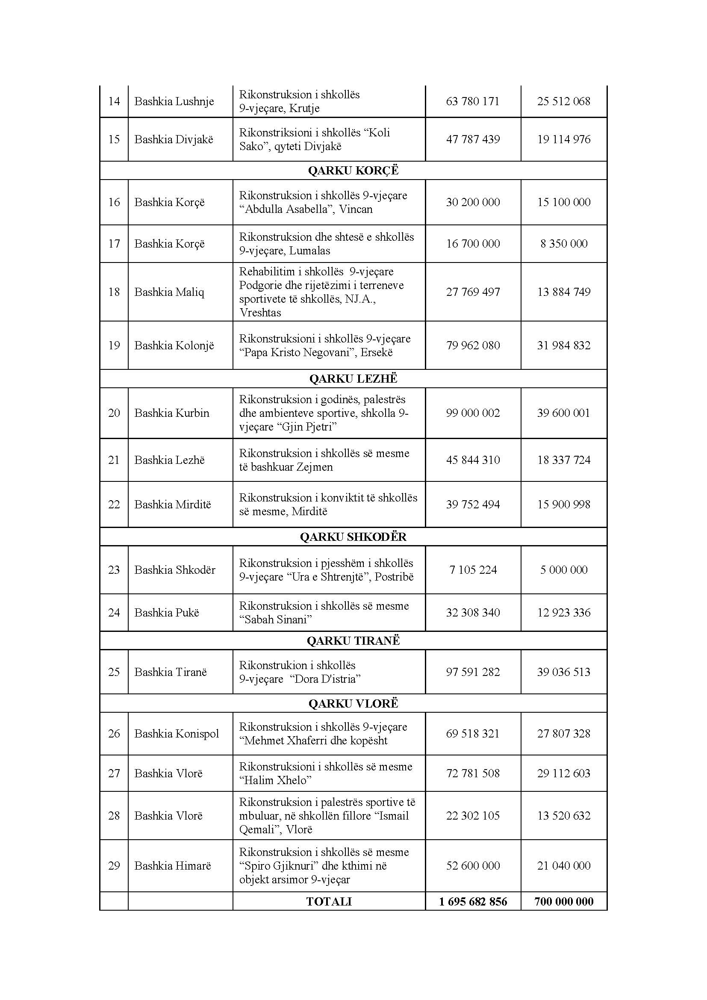 14 Bashkia Lushnje Rikonstruksion i shkollës
9-vjeçare, Krutje 63 780 171 25 512 068
15 Bashkia Divjakë Rikonstriksioni i shkollës “Koli
Sako”, qyteti Divjakë 47 787 439 19 114 976
QARKU KORÇË
16 Bashkia Korçë Rikonstruksion i shkollës 9-vjeçare
“Abdulla Asabella”, Vincan 30 200 000 15 100 000
17 Bashkia Korçë Rikonstruksion dhe shtesë e shkollës
9-vjeçare, Lumalas 16 700 000 8 350 000
18 Bashkia Maliq Rehabilitim i shkollës 9-vjeçare
Podgorie dhe rijetëzimi i terreneve
sportivete të shkollës, NJ.A.,
Vreshtas 27 769 497 13 884 749
19 Bashkia Kolonjë Rikonstruksioni i shkollës 9-vjeçare
“Papa Kristo Negovani”, Ersekë 79 962 080 31 984 832
QARKU LEZHË
20 Bashkia Kurbin Rikonstruksion i godinës, palestrës
dhe ambienteve sportive, shkolla 9-
vjeçare “Gjin Pjetri” 99 000 002 39 600 001
21 Bashkia Lezhë Rikonstruksion i shkollës së mesme
të bashkuar Zejmen 45 844 310 18 337 724
22 Bashkia Mirditë Rikonstruksion i konviktit të shkollës
së mesme, Mirditë 39 752 494 15 900 998
QARKU SHKODËR
23 Bashkia Shkodër Rikonstruksion i pjesshëm i shkollës
9-vjeçare “Ura e Shtrenjtë”, Postribë 7 105 224 5 000 000
24 Bashkia Pukë Rikonstruksion i shkollës së mesme
“Sabah Sinani” 32 308 340 12 923 336
QARKU TIRANË
25 Bashkia Tiranë Rikonstrukion i shkollës
9-vjeçare “Dora D'istria” 97 591 282 39 036 513
QARKU VLORË
26 Bashkia Konispol Rikonstruksion i shkollës 9-vjeçare
“Mehmet Xhaferri dhe kopësht 69 518 321 27 807 328
27 Bashkia Vlorë Rikonstruksioni i shkollës së mesme
“Halim Xhelo” 72 781 508 29 112 603
28 Bashkia Vlorë Rikonstruksion i palestrës sportive të
mbuluar, në shkollën fillore “Ismail
Qemali”, Vlorë 22 302 105 13 520 632
29 Bashkia Himarë Rikonstruksion i shkollës së mesme
“Spiro Gjiknuri” dhe kthimi në
objekt arsimor 9-vjeçar 52 600 000 21 040 000
TOTALI 1 695 682 856 700 000 000